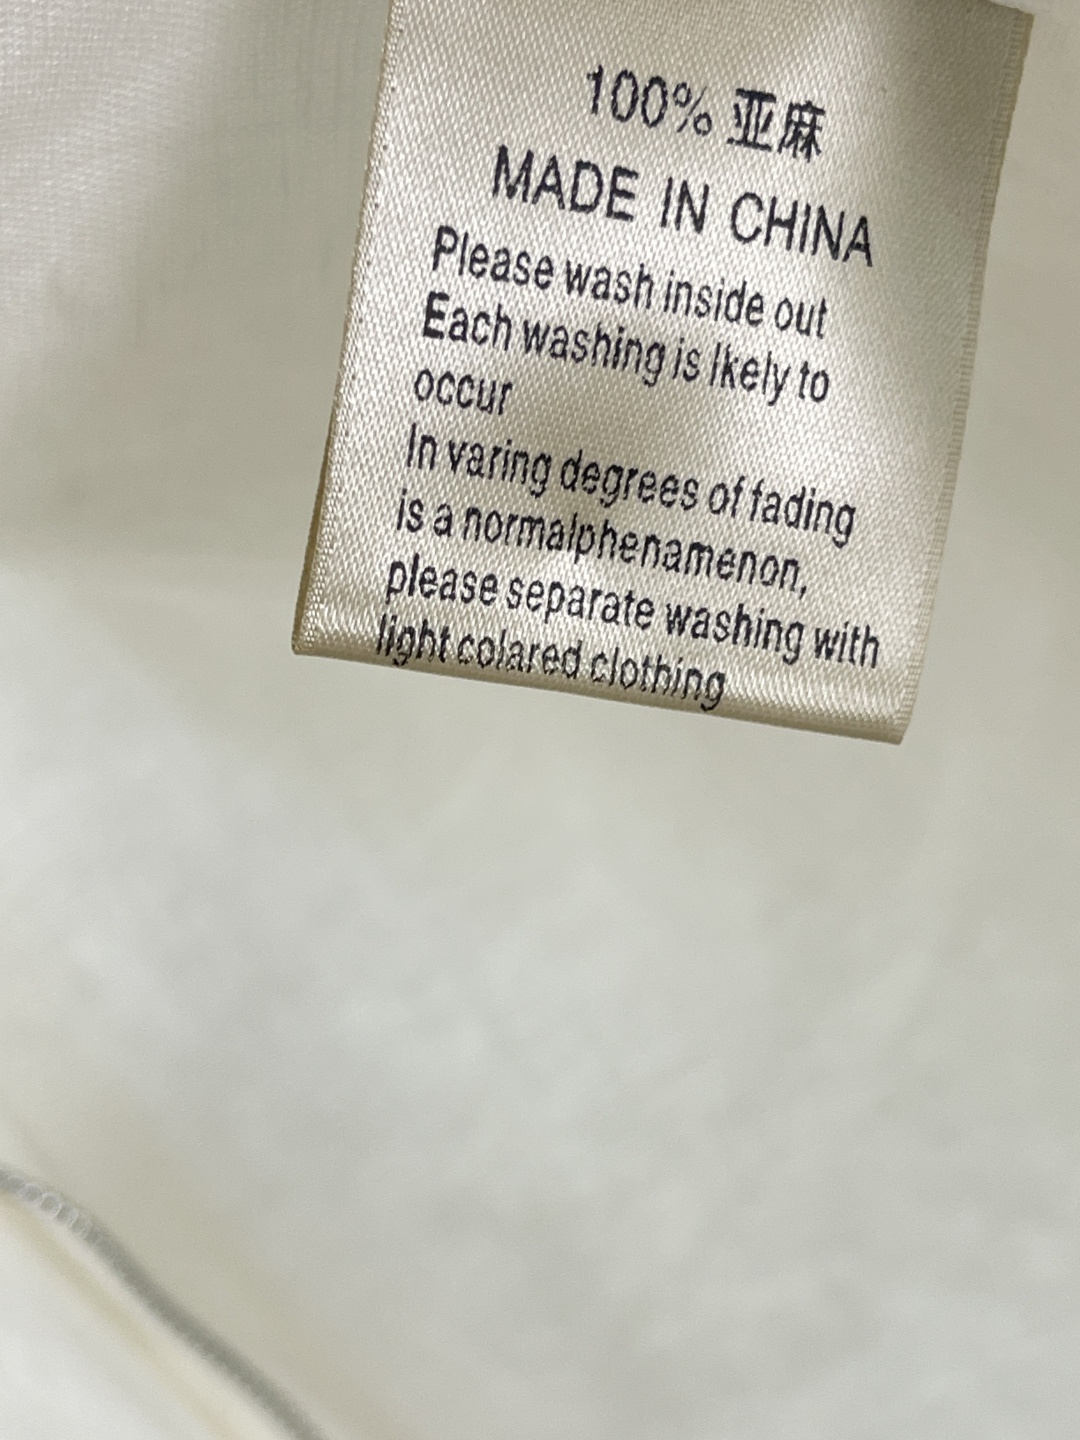 100% 亚麻
MADE IN CHINA
Please wash inside out
Each washing is lkely to
occur
In varing degrees of fading
is a normalphenamenon,
please separate washing with
light colared clothing